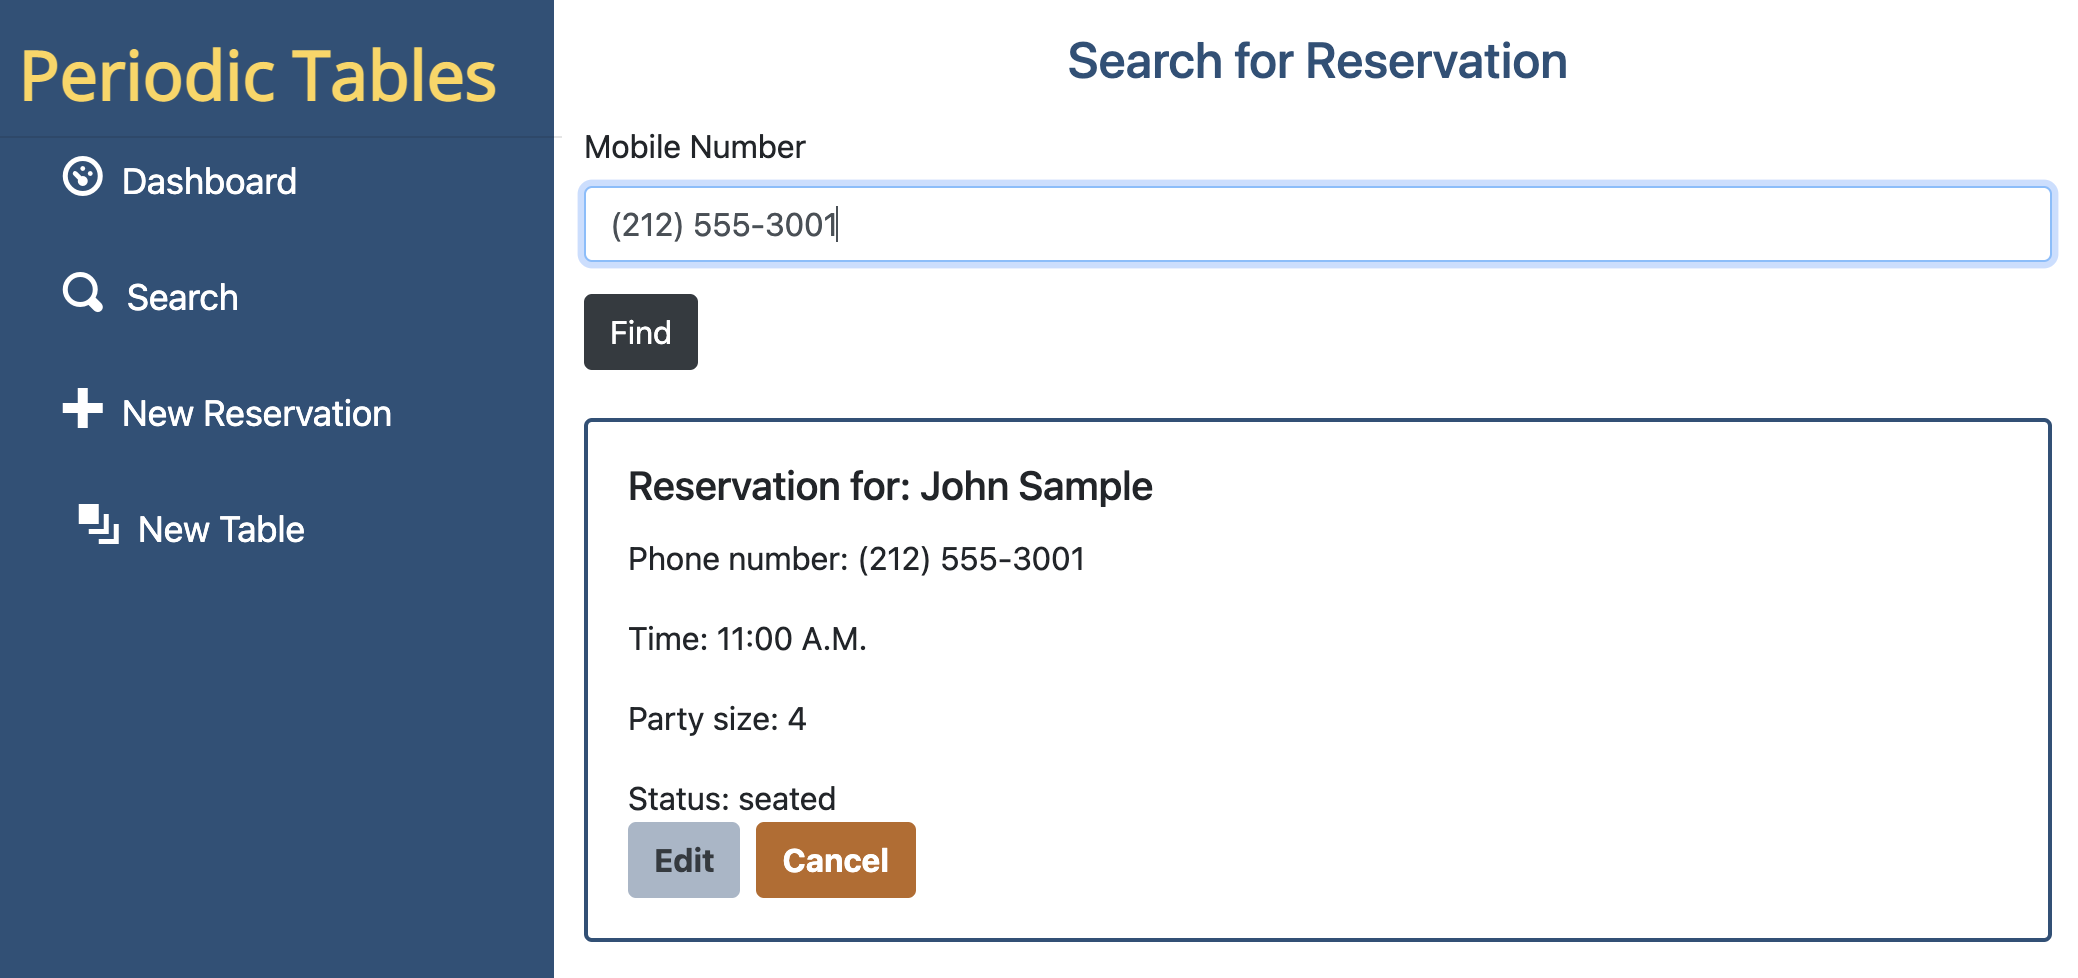 Periodic Tables
Dashboard
Search
New Reservation
New Table
Search for Reservation
Mobile Number
(212) 555-3001
Find
Reservation for: John Sample
Phone number: (212) 555-3001
Time: 11:00 A.M.
Party size: 4
Status: seated
Edit Cancel